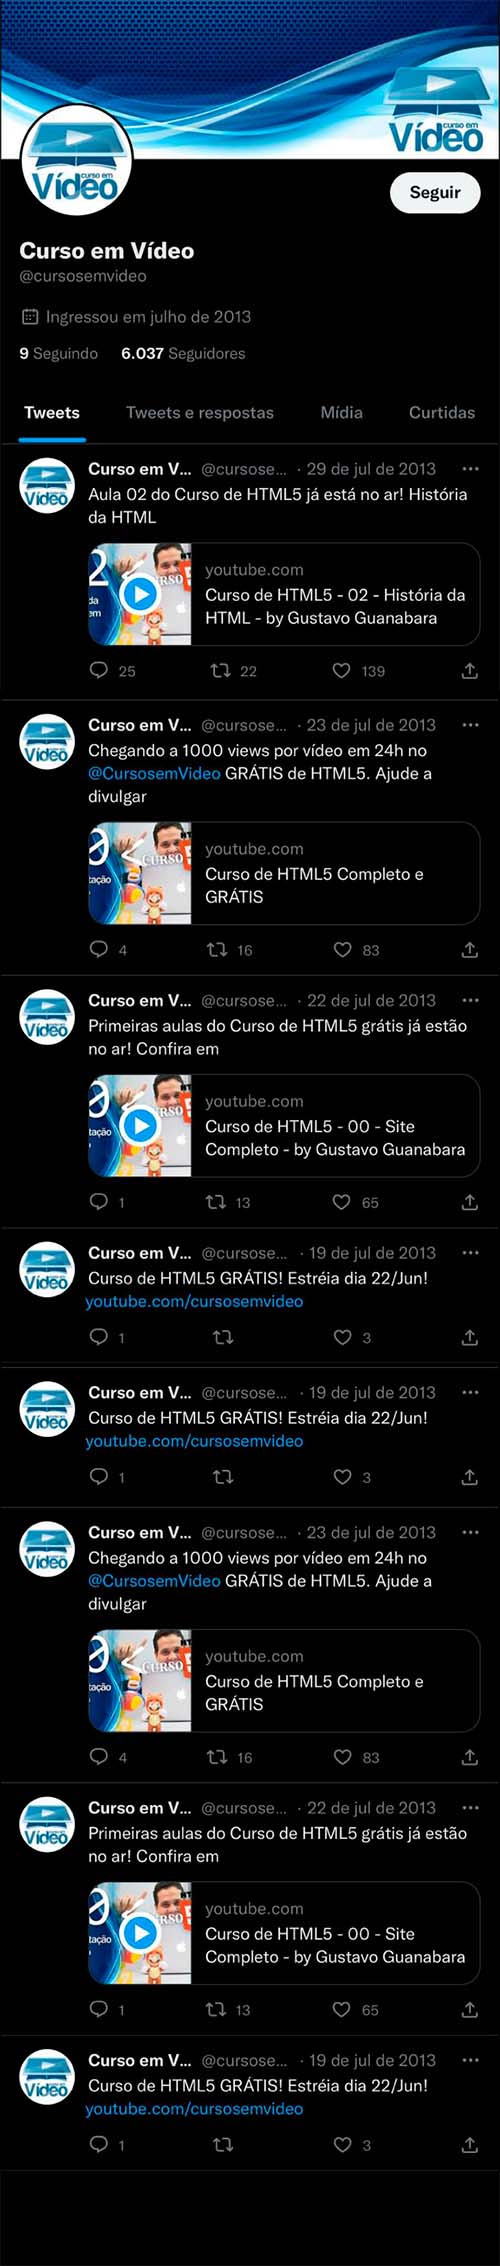 curso em
Vídeo
curso em
Vídeo
Seguir
Curso em Vídeo
@cursosemvideo
Ingressou em julho de 2013
9 Seguindo 6.037 Seguidores
Tweets Tweets e respostas Mídia Curtidas
Curso em V... @cursose... · 29 de jul de 2013
Aula 02 do Curso de HTML5 já está no ar! História
da HTML
youtube.com
Curso de HTML5 - 02 - História da
HTML - by Gustavo Guanabara
25 22 139
Curso em V... @cursose... · 23 de jul de 2013
Chegando a 1000 views por vídeo em 24h no
@CursosemVideo GRÁTIS de HTML5. Ajude a
divulgar
CURSO
youtube.com
Curso de HTML5 Completo e
GRÁTIS
4 16 83
Curso em V... @cursose... · 22 de jul de 2013
Primeiras aulas do Curso de HTML5 grátis já estão
no ar! Confira em
youtube.com
Curso de HTML5 - 00 - Site
Completo - by Gustavo Guanabara
1 13 65
Curso em V... @cursose... · 19 de jul de 2013
Curso de HTML5 GRÁTIS! Estréia dia 22/Jun!
youtube.com/cursosemvideo
1 3
Curso em V... @cursose... · 19 de jul de 2013
Curso de HTML5 GRÁTIS! Estréia dia 22/Jun!
youtube.com/cursosemvideo
1 3
Curso em V... @cursose... · 23 de jul de 2013
Chegando a 1000 views por vídeo em 24h no
@CursosemVideo GRÁTIS de HTML5. Ajude a
divulgar
CURSO
youtube.com
Curso de HTML5 Completo e
GRÁTIS
4 16 83
Curso em V... @cursose... · 22 de jul de 2013
Primeiras aulas do Curso de HTML5 grátis já estão
no ar! Confira em
youtube.com
Curso de HTML5 - 00 - Site
Completo - by Gustavo Guanabara
1 13 65
Curso em V... @cursose... · 19 de jul de 2013
Curso de HTML5 GRÁTIS! Estréia dia 22/Jun!
youtube.com/cursosemvideo
1 3